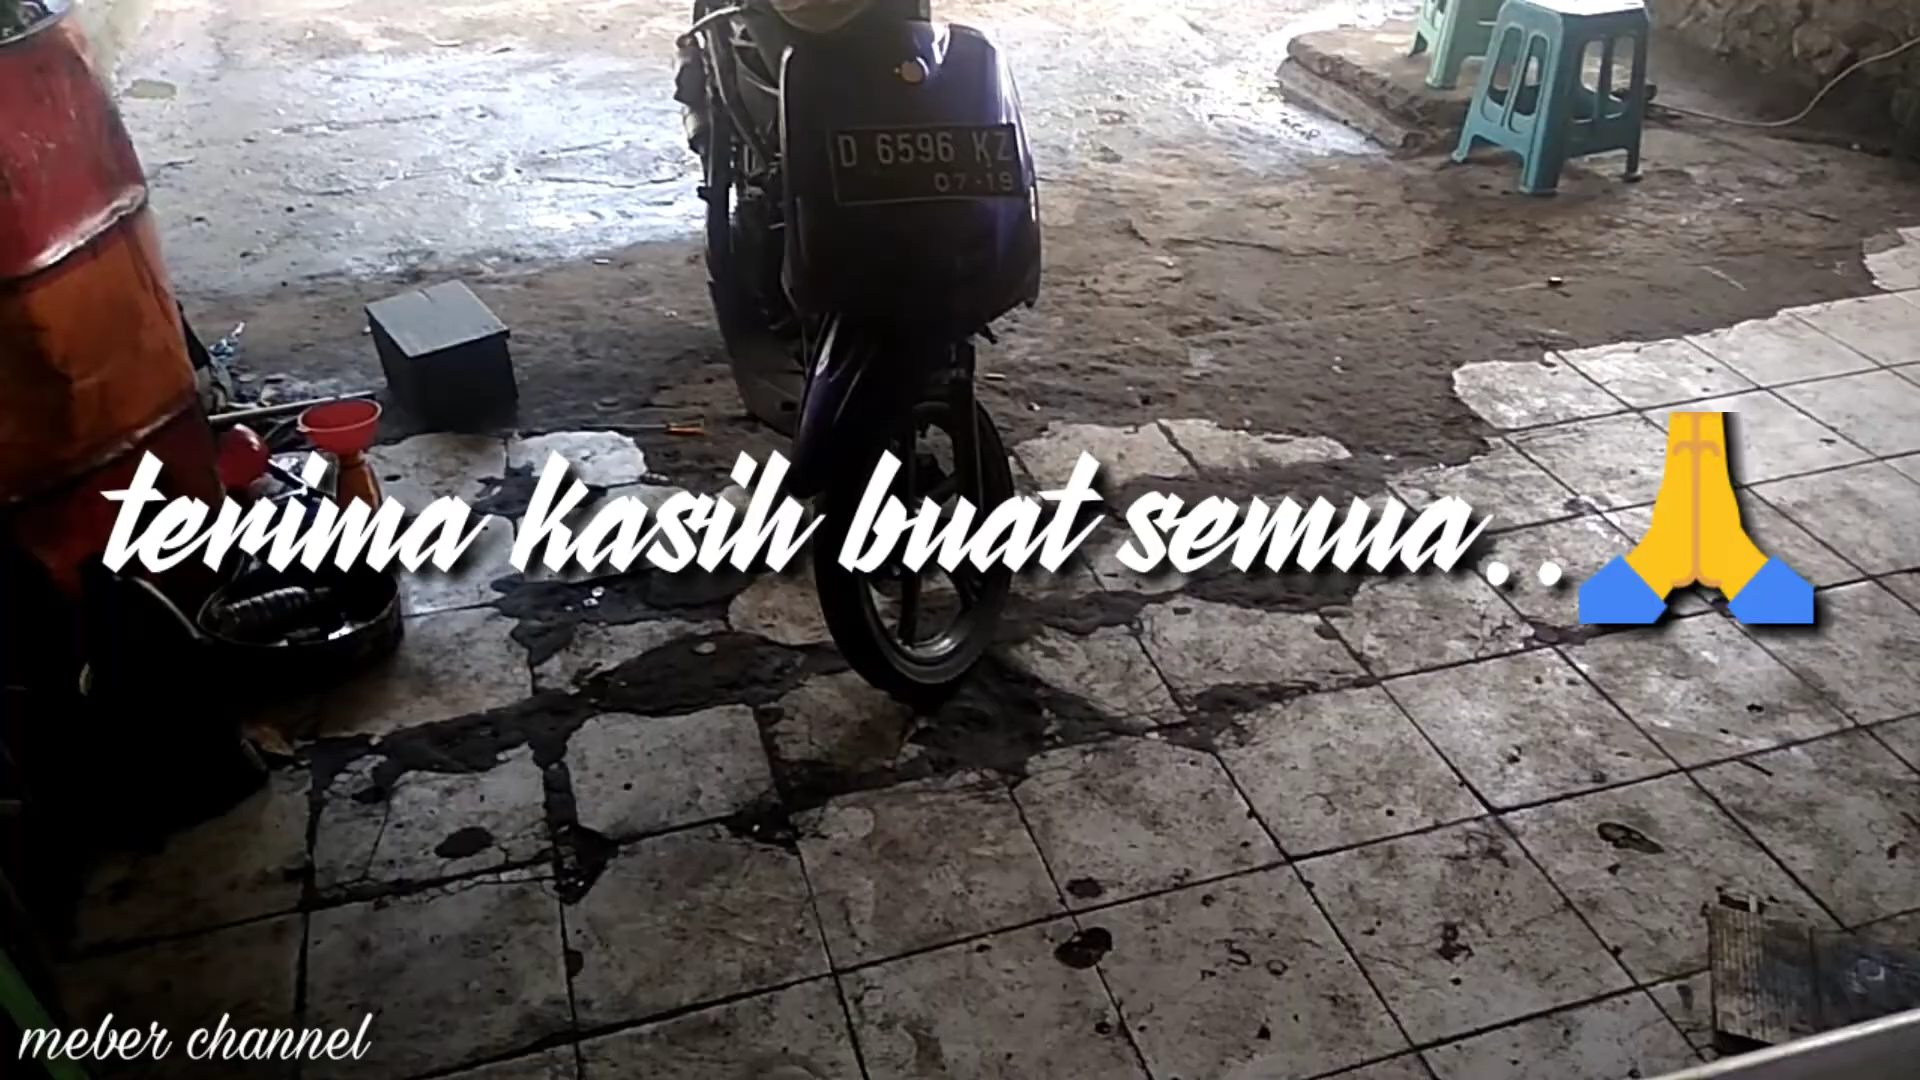 D 6596 KZ
07·19
terima kasih buat semua..🙏
meber channel